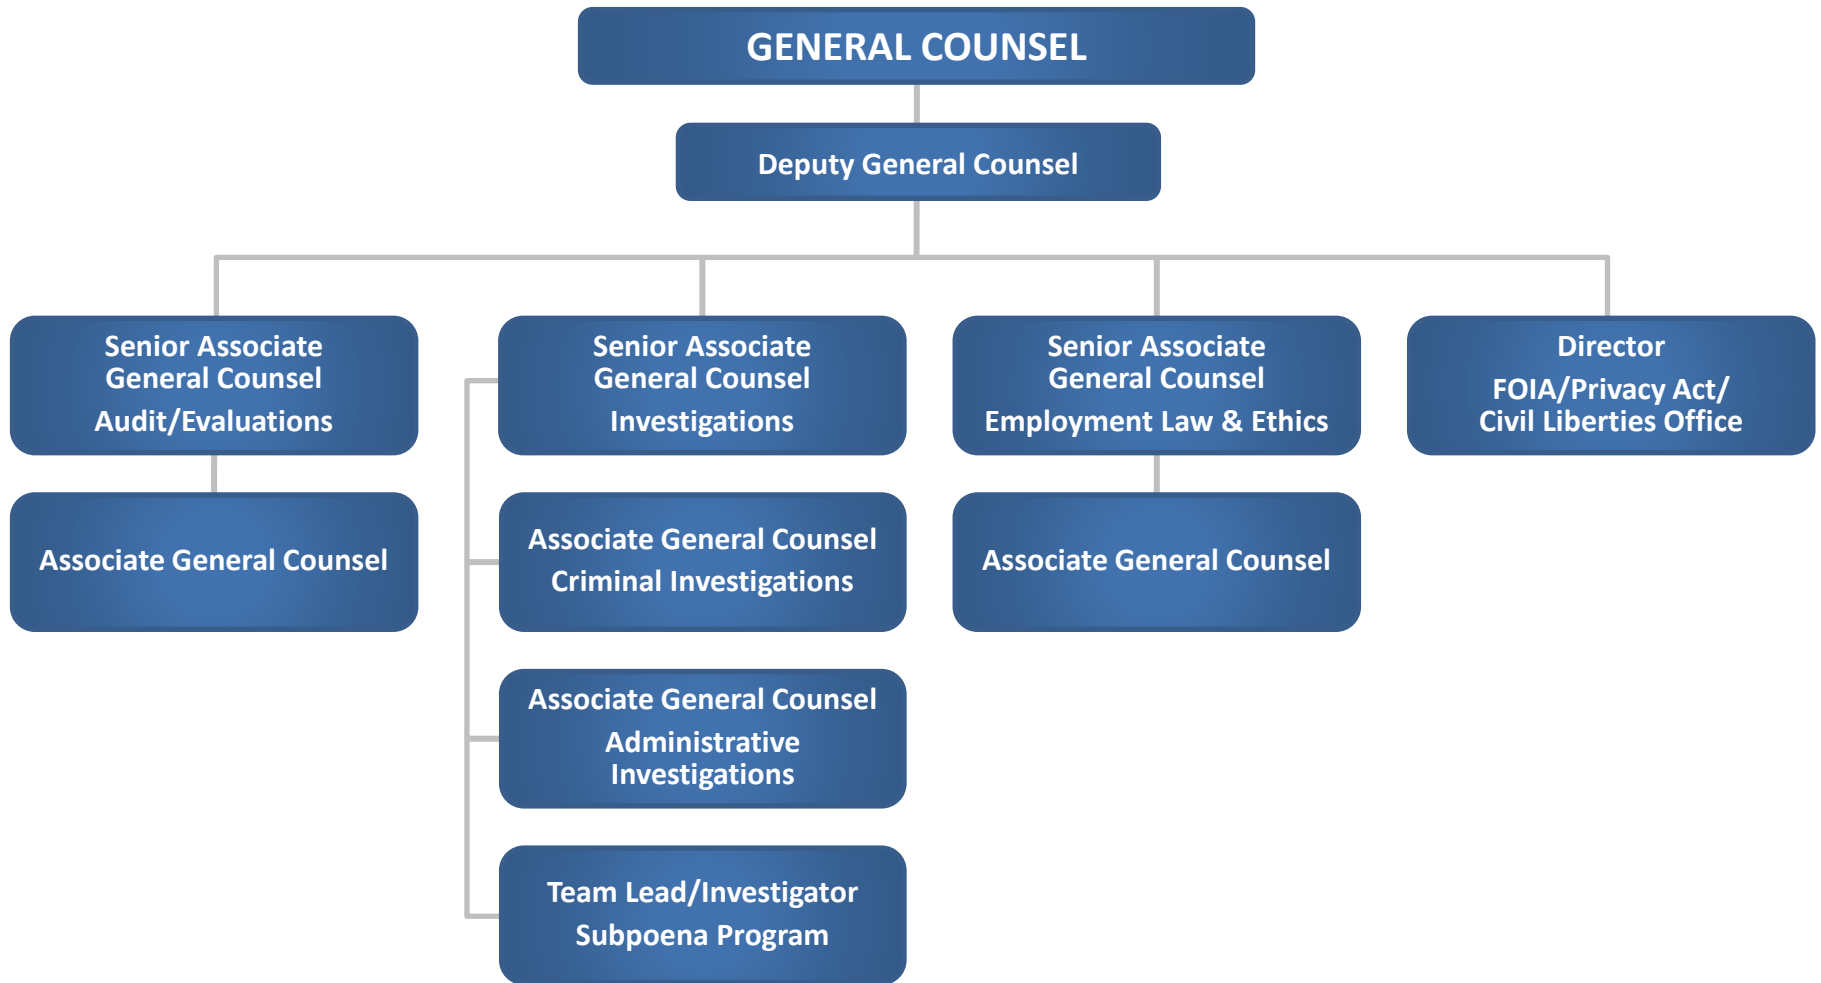 GENERAL COUNSEL
Deputy General Counsel
Senior Associate
General Counsel
Audit/Evaluations
Senior Associate
General Counsel
Investigations
Senior Associate
General Counsel
Employment Law & Ethics
Director
FOIA/Privacy Act/
Civil Liberties Office
Associate General Counsel
Associate General Counsel
Criminal Investigations
Associate General Counsel
Associate General Counsel
Administrative
Investigations
Team Lead/Investigator
Subpoena Program